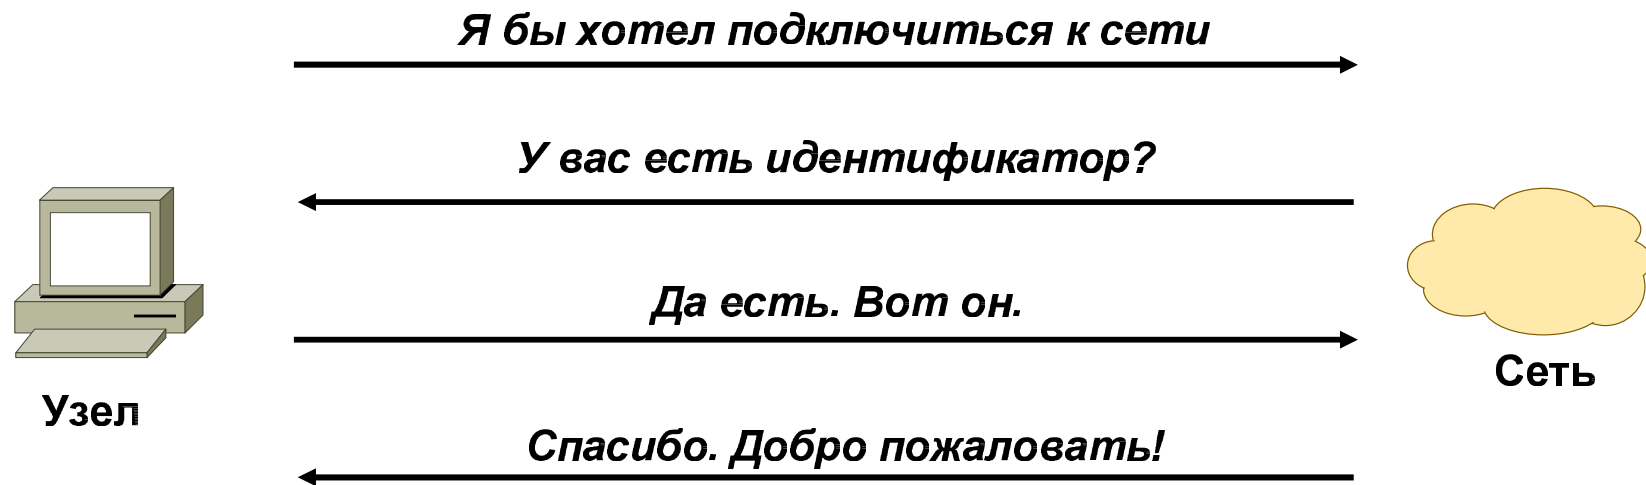 Я бы хотел подключиться к сети
У вас есть идентификатор?
Да есть. Вот он.
Сеть
Узел
Спасибо. Добро пожаловать!